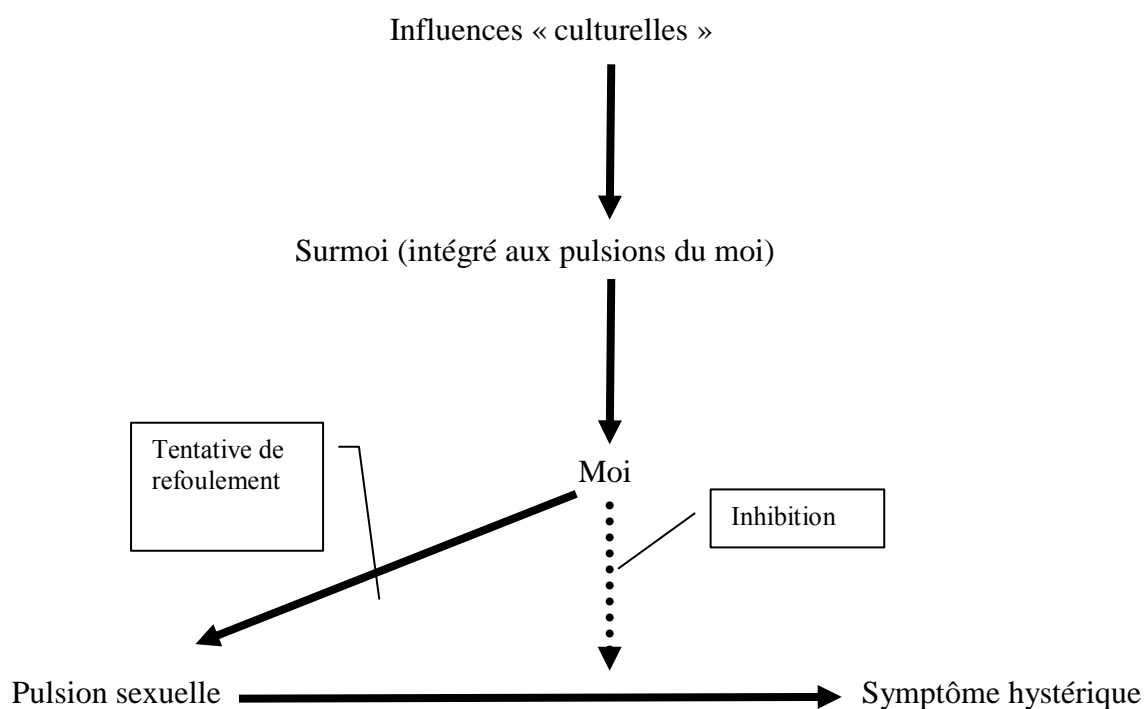 Influences « culturelles »
Surmoi (intégré aux pulsions du moi)
Tentative de
refoulement
Moi
Inhibition
Pulsion sexuelle
Symptôme hystérique